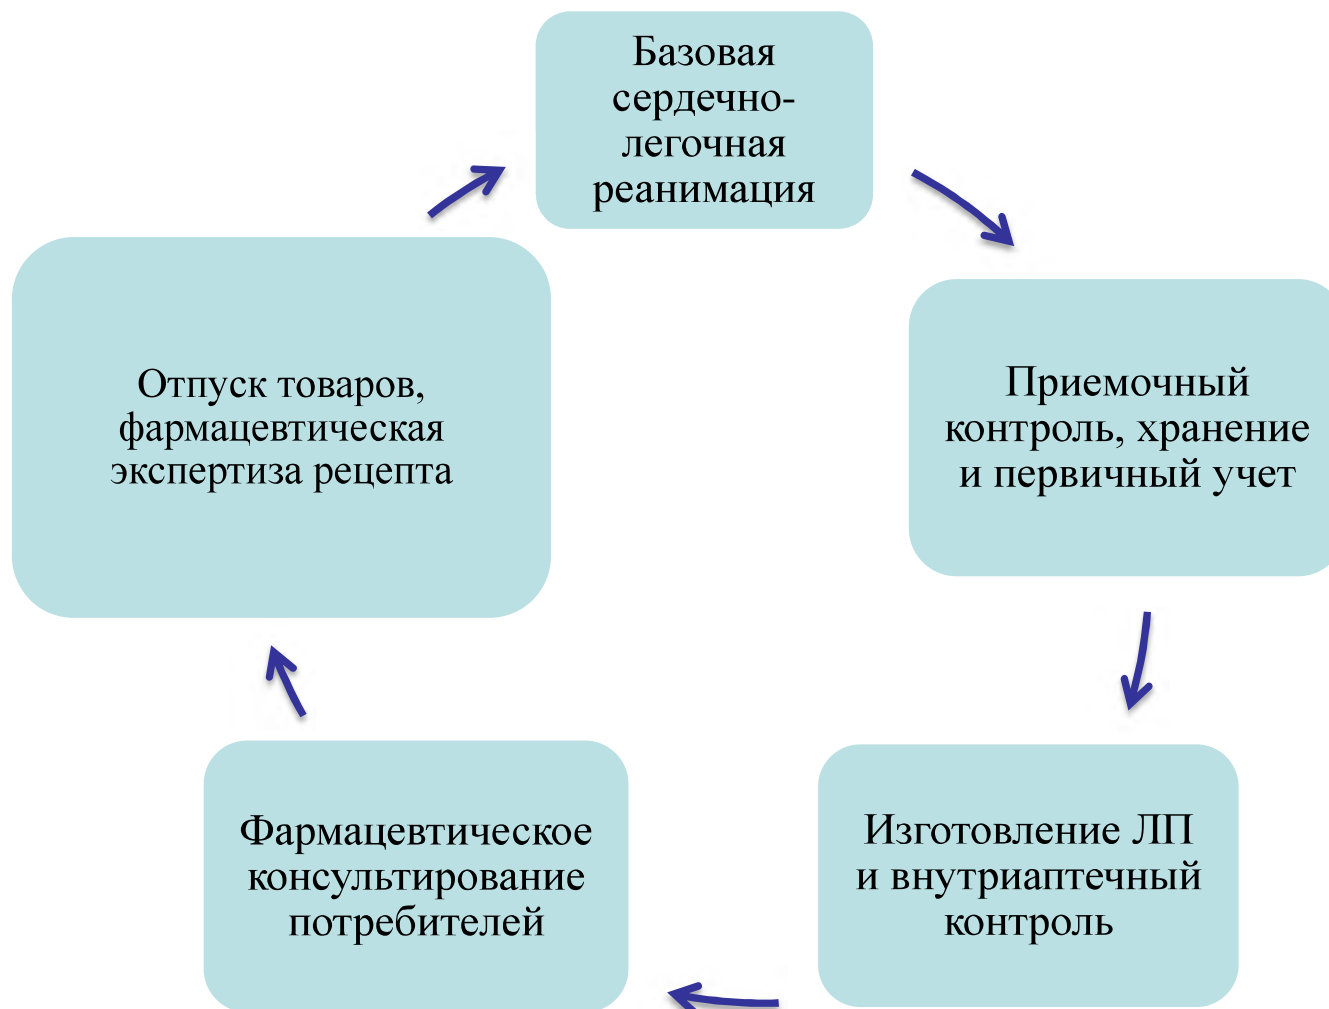 Базовая
сердечно-
легочная
реанимация
Приемочный
контроль, хранение
и первичный учет
Изготовление ЛП
и внутриаптечный
контроль
Фармацевтическое
консультирование
потребителей
Отпуск товаров,
фармацевтическая
экспертиза рецепта